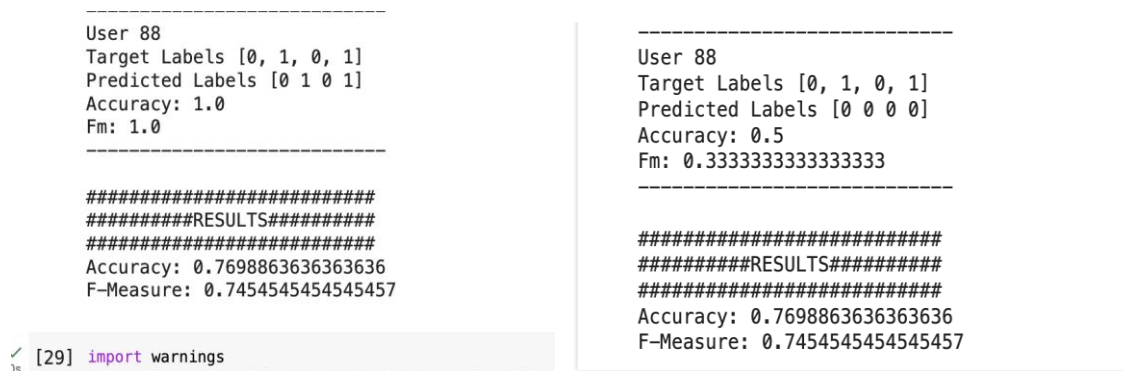 ----------------------------
User 88
Target Labels [0, 1, 0, 1]
Predicted Labels [0 1 0 1]
Accuracy: 1.0
Fm: 1.0
----------------------------
###########################
##########RESULTS##########
###########################
Accuracy: 0.7698863636363636
F-Measure: 0.7454545454545457
[29] import warnings
0s
----------------------------
User 88
Target Labels [0, 1, 0, 1]
Predicted Labels [0 0 0 0]
Accuracy: 0.5
Fm: 0.3333333333333333
----------------------------
###########################
##########RESULTS##########
###########################
Accuracy: 0.7698863636363636
F-Measure: 0.7454545454545457